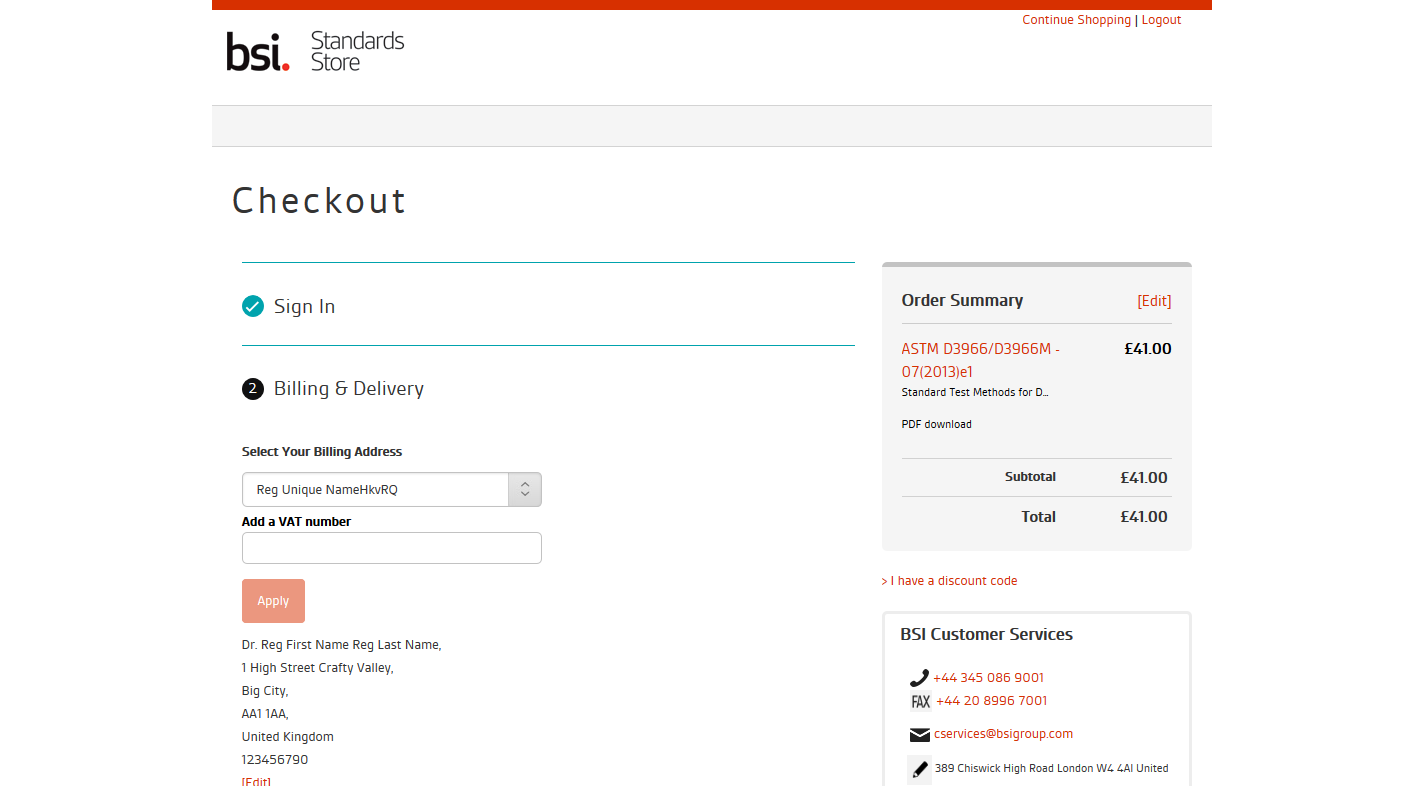 Continue Shopping | Logout
bsi. Standards
Store
Checkout
Sign In
2 Billing & Delivery
Select Your Billing Address
Reg Unique NameHkvRQ
Add a VAT number
Apply
Dr. Reg First Name Reg Last Name,
1 High Street Crafty Valley,
Big City,
AA1 1AA,
United Kingdom
123456790
[Edit]
Order Summary [Edit]
ASTM D3966/D3966M - £41.00
07(2013)e1
Standard Test Methods for D...
PDF download
Subtotal £41.00
Total £41.00
> I have a discount code
BSI Customer Services
+44 345 086 9001
FAX +44 20 8996 7001
cservices@bsigroup.com
389 Chiswick High Road London W4 4Al United